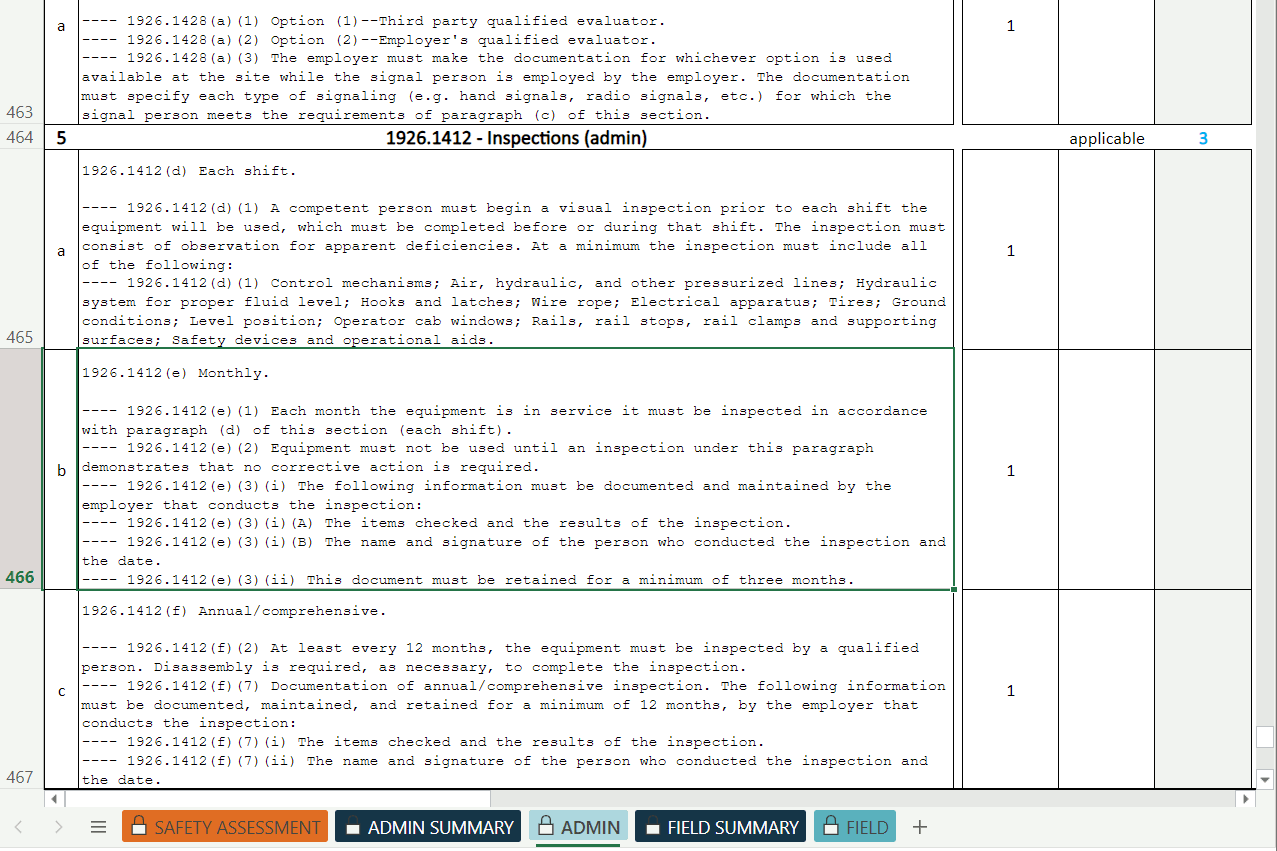 a
---- 1926.1428(a)(1) Option (1)--Third party qualified evaluator.
---- 1926.1428(a)(2) Option (2)--Employer's qualified evaluator.
---- 1926.1428(a)(3) The employer must make the documentation for whichever option is used
available at the site while the signal person is employed by the employer. The documentation
must specify each type of signaling (e.g. hand signals, radio signals, etc.) for which the
signal person meets the requirements of paragraph (c) of this section.
1
463
464 5 1926.1412 - Inspections (admin) applicable 3
1926.1412(d) Each shift.
---- 1926.1412(d)(1) A competent person must begin a visual inspection prior to each shift the
equipment will be used, which must be completed before or during that shift. The inspection must
consist of observation for apparent deficiencies. At a minimum the inspection must include all
of the following:
---- 1926.1412(d)(1) Control mechanisms; Air, hydraulic, and other pressurized lines; Hydraulic
system for proper fluid level; Hooks and latches; Wire rope; Electrical apparatus; Tires; Ground
conditions; Level position; Operator cab windows; Rails, rail stops, rail clamps and supporting
surfaces; Safety devices and operational aids.
a
1
465
1926.1412(e) Monthly.
---- 1926.1412(e)(1) Each month the equipment is in service it must be inspected in accordance
with paragraph (d) of this section (each shift).
---- 1926.1412(e)(2) Equipment must not be used until an inspection under this paragraph
demonstrates that no corrective action is required.
---- 1926.1412(e)(3)(i) The following information must be documented and maintained by the
employer that conducts the inspection:
---- 1926.1412(e)(3)(i)(A) The items checked and the results of the inspection.
---- 1926.1412(e)(3)(i)(B) The name and signature of the person who conducted the inspection and
the date.
---- 1926.1412(e)(3)(ii) This document must be retained for a minimum of three months.
b
1
466
1926.1412(f) Annual/comprehensive.
---- 1926.1412(f)(2) At least every 12 months, the equipment must be inspected by a qualified
person. Disassembly is required, as necessary, to complete the inspection.
---- 1926.1412(f)(7) Documentation of annual/comprehensive inspection. The following information
must be documented, maintained, and retained for a minimum of 12 months, by the employer that
conducts the inspection:
---- 1926.1412(f)(7)(i) The items checked and the results of the inspection.
---- 1926.1412(f)(7)(ii) The name and signature of the person who conducted the inspection and
the date.
c
1
467
SAFETY ASSESSMENT ADMIN SUMMARY ADMIN FIELD SUMMARY FIELD